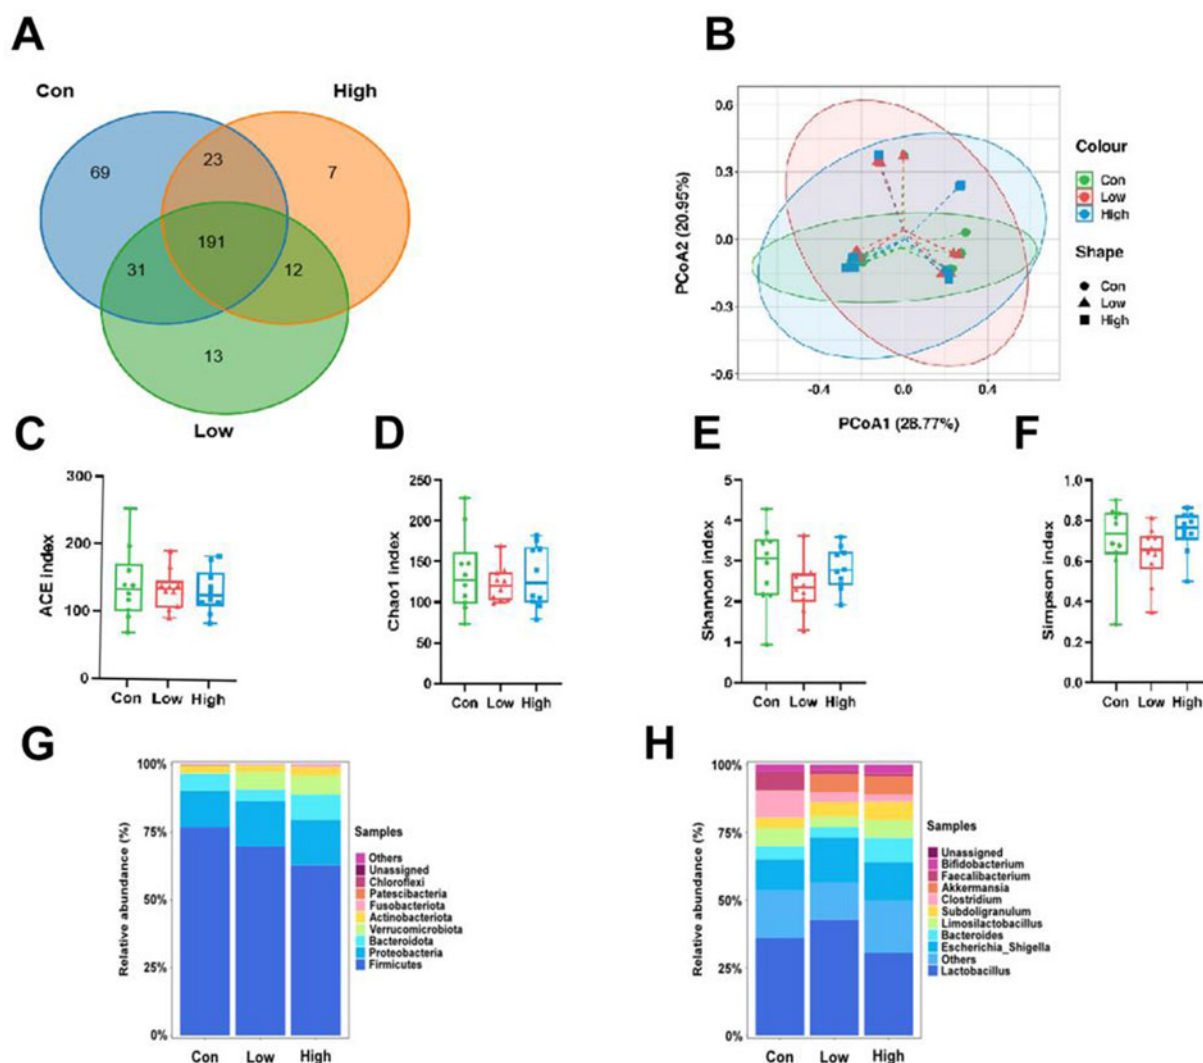 A
Con
High
69
23
7
191
31
12
13
Low
B
PCoA2 (20.95%)
0.6
0.3
0.0
-0.3
-0.6
-0.4
0.0
0.4
PCoA1 (28.77%)
Colour
Con
Low
High
Shape
Con
Low
High
C
ACE index
300
200
100
0
Con Low High
D
Chao1 index
250
200
150
100
50
0
Con Low High
E
Shannon index
5
4
3
2
1
0
Con Low High
F
Simpson index
1.0
0.8
0.6
0.4
0.2
0.0
Con Low High
G
Relative abundance (%)
100%
75%
50%
25%
0%
Con Low High
Samples
Others
Unassigned
Chloroflexi
Patescibacteria
Fusobacteriota
Actinobacteriota
Verrucomicrobiota
Bacteroidota
Proteobacteria
Firmicutes
H
Relative abundance (%)
100%
75%
50%
25%
0%
Con Low High
Samples
Unassigned
Bifidobacterium
Faecalibacterium
Akkermansia
Clostridium
Subdoligranulum
Limosilactobacillus
Bacteroides
Escherichia_Shigella
Others
Lactobacillus